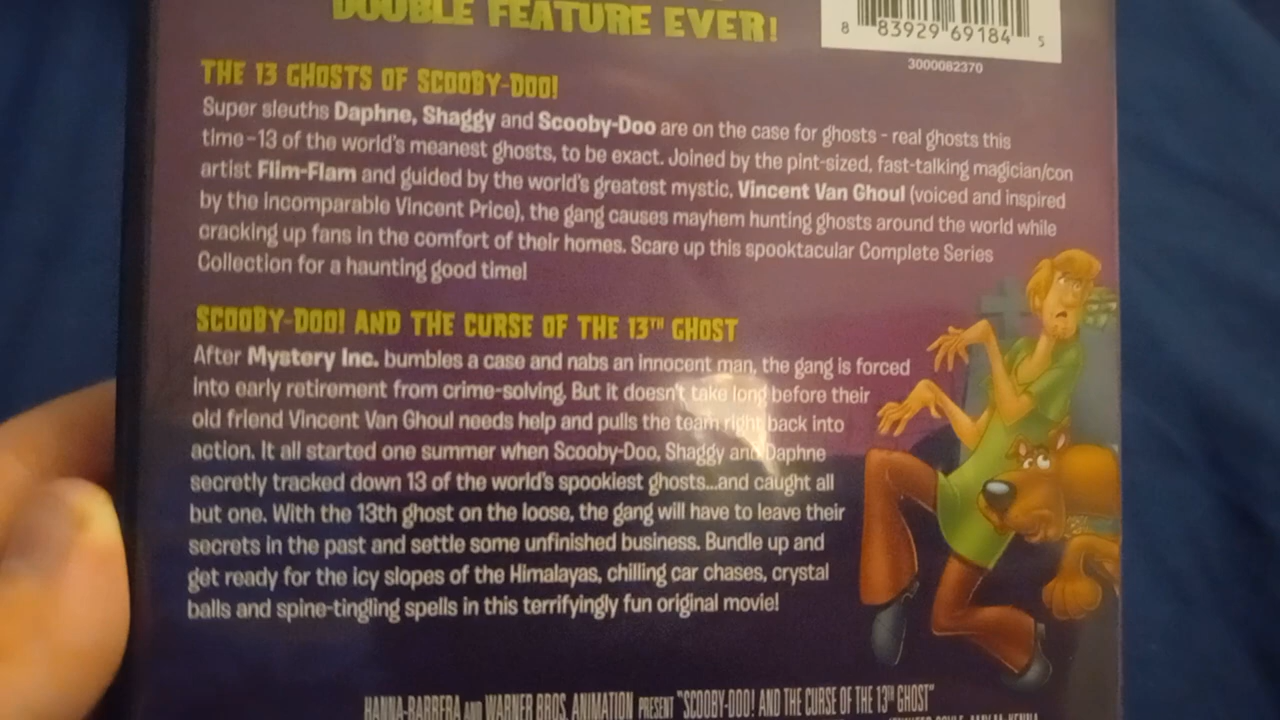 DOUBLE FEATURE EVER!
8 83929 69184 5
3000082370
THE 13 GHOSTS OF SCOOBY-DOO!
Super sleuths Daphne, Shaggy and Scooby-Doo are on the case for ghosts - real ghosts this
time-13 of the world's meanest ghosts, to be exact. Joined by the pint-sized, fast-talking magician/con
artist Flim-Flam and guided by the world's greatest mystic, Vincent Van Ghoul (voiced and inspired
by the incomparable Vincent Price), the gang causes mayhem hunting ghosts around the world while
cracking up fans in the comfort of their homes. Scare up this spooktacular Complete Series
Collection for a haunting good time!
SCOOBY-DOO! AND THE CURSE OF THE 13TH GHOST
After Mystery Inc. bumbles a case and nabs an innocent man, the gang is forced
into early retirement from crime-solving. But it doesn't take long before their
old friend Vincent Van Ghoul needs help and pulls the team right back into
action. It all started one summer when Scooby-Doo, Shaggy and Daphne
secretly tracked down 13 of the world's spookiest ghosts...and caught all
but one. With the 13th ghost on the loose, the gang will have to leave their
secrets in the past and settle some unfinished business. Bundle up and
get ready for the icy slopes of the Himalayas, chilling car chases, crystal
balls and spine-tingling spells in this terrifyingly fun original movie!
HANNA-BARBERA AND WARNER BROS. ANIMATION PRESENT "SCOOBY-DOO! AND THE CURSE OF THE 13TH GHOST"